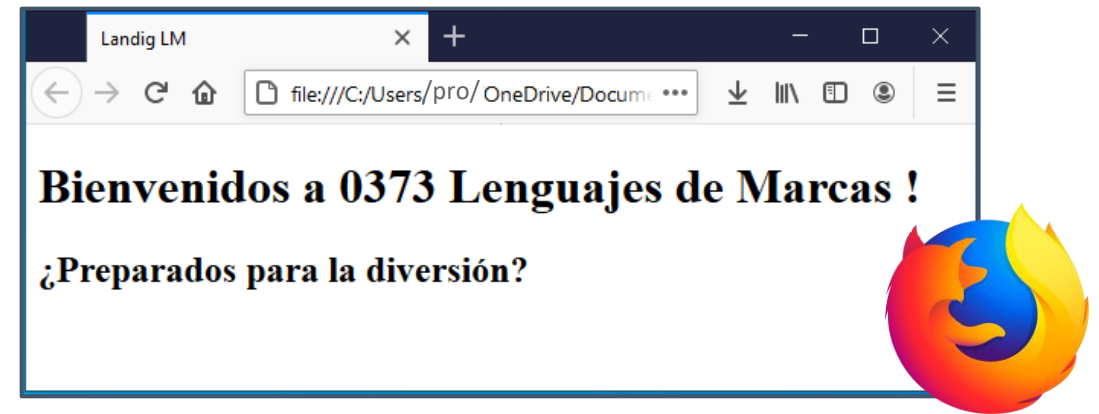 Landig LM
file:///C:/Users/pro/OneDrive/Docume
Bienvenidos a 0373 Lenguajes de Marcas !
¿Preparados para la diversión?